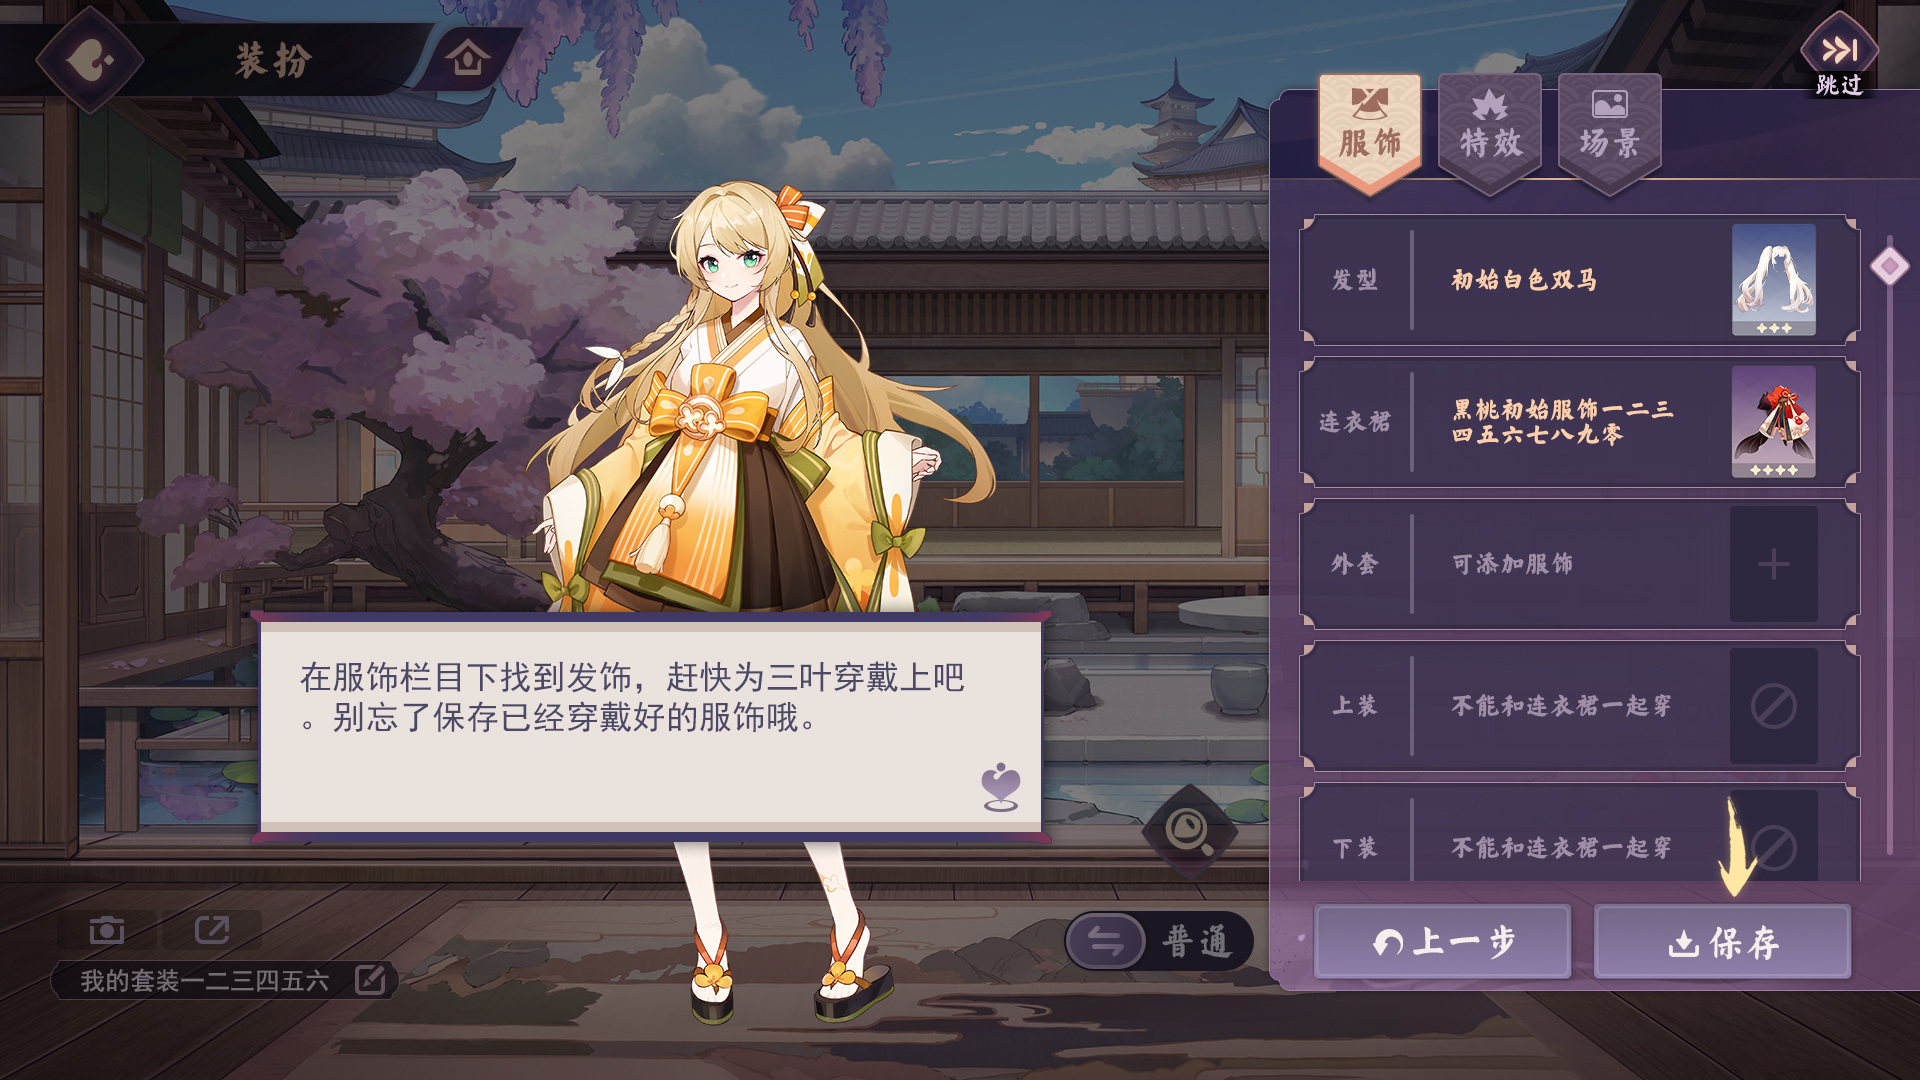 装扮
跳过
服饰
特效
场景
发型
初始白色双马
连衣裙
黑桃初始服饰一二三
四五六七八九零
外套
可添加服饰
上装
不能和连衣裙一起穿
下装
不能和连衣裙一起穿
在服饰栏目下找到发饰，赶快为三叶穿戴上吧
。别忘了保存已经穿戴好的服饰哦。
普通
我的套装一二三四五六
上一步
保存